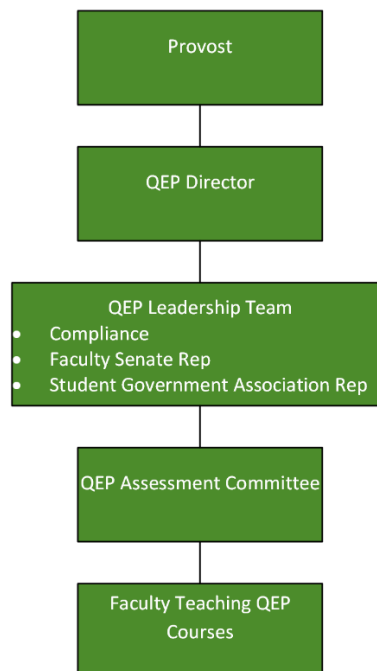 Provost
QEP Director
QEP Leadership Team
• Compliance
• Faculty Senate Rep
• Student Government Association Rep
QEP Assessment Committee
Faculty Teaching QEP
Courses